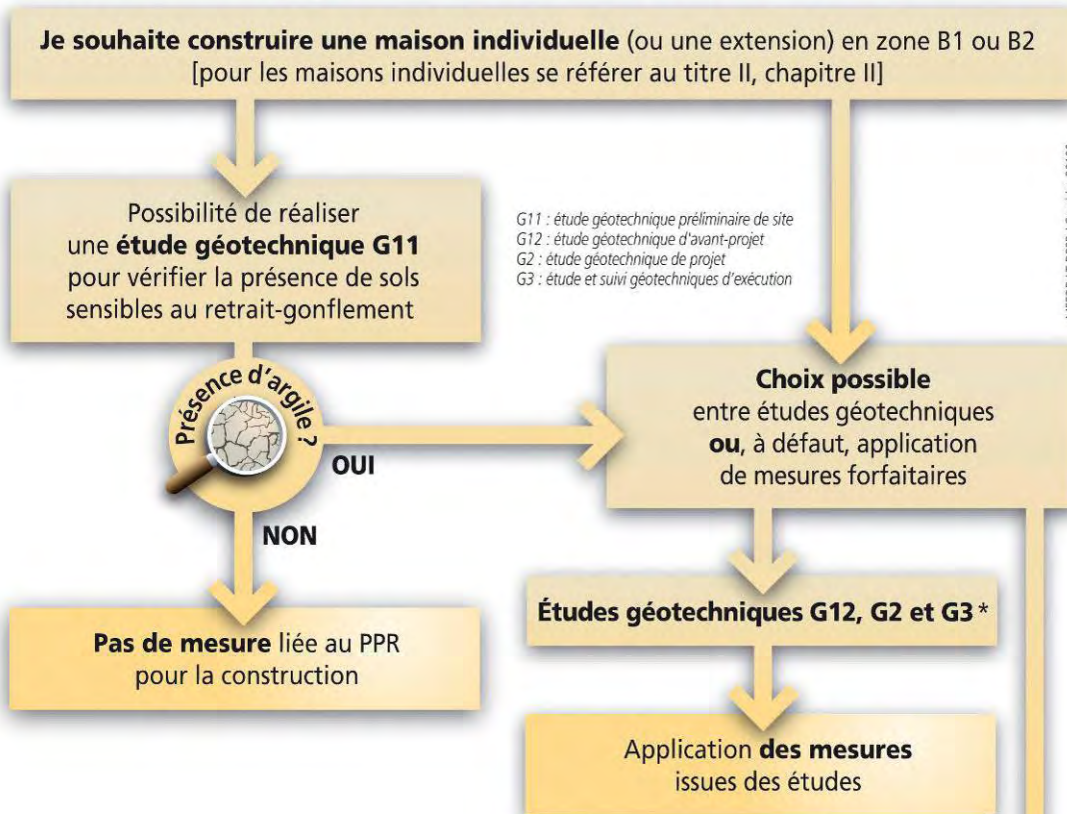 Je souhaite construire une maison individuelle (ou une extension) en zone B1 ou B2
[pour les maisons individuelles se référer au titre II, chapitre II]
Possibilité de réaliser
une étude géotechnique G11
pour vérifier la présence de sols
sensibles au retrait-gonflement
G11 : étude géotechnique préliminaire de site
G12 : étude géotechnique d'avant-projet
G2 : étude géotechnique de projet
G3 : étude et suivi géotechniques d'exécution
Présence d'argile ?
OUI
NON
Choix possible
entre études géotechniques
ou, à défaut, application
de mesures forfaitaires
Pas de mesure liée au PPR
pour la construction
Études géotechniques G12, G2 et G3 *
Application des mesures
issues des études